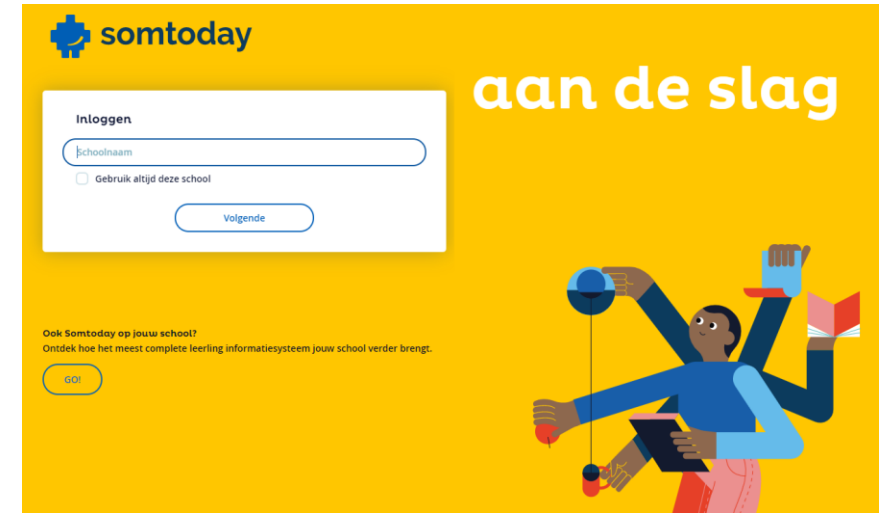 somtoday
aan de slag
Inloggen
Schoolnaam
Gebruik altijd deze school
Volgende
Ook Somtoday op jouw school?
Ontdek hoe het meest complete leerling informatiesysteem jouw school verder brengt.
GO!